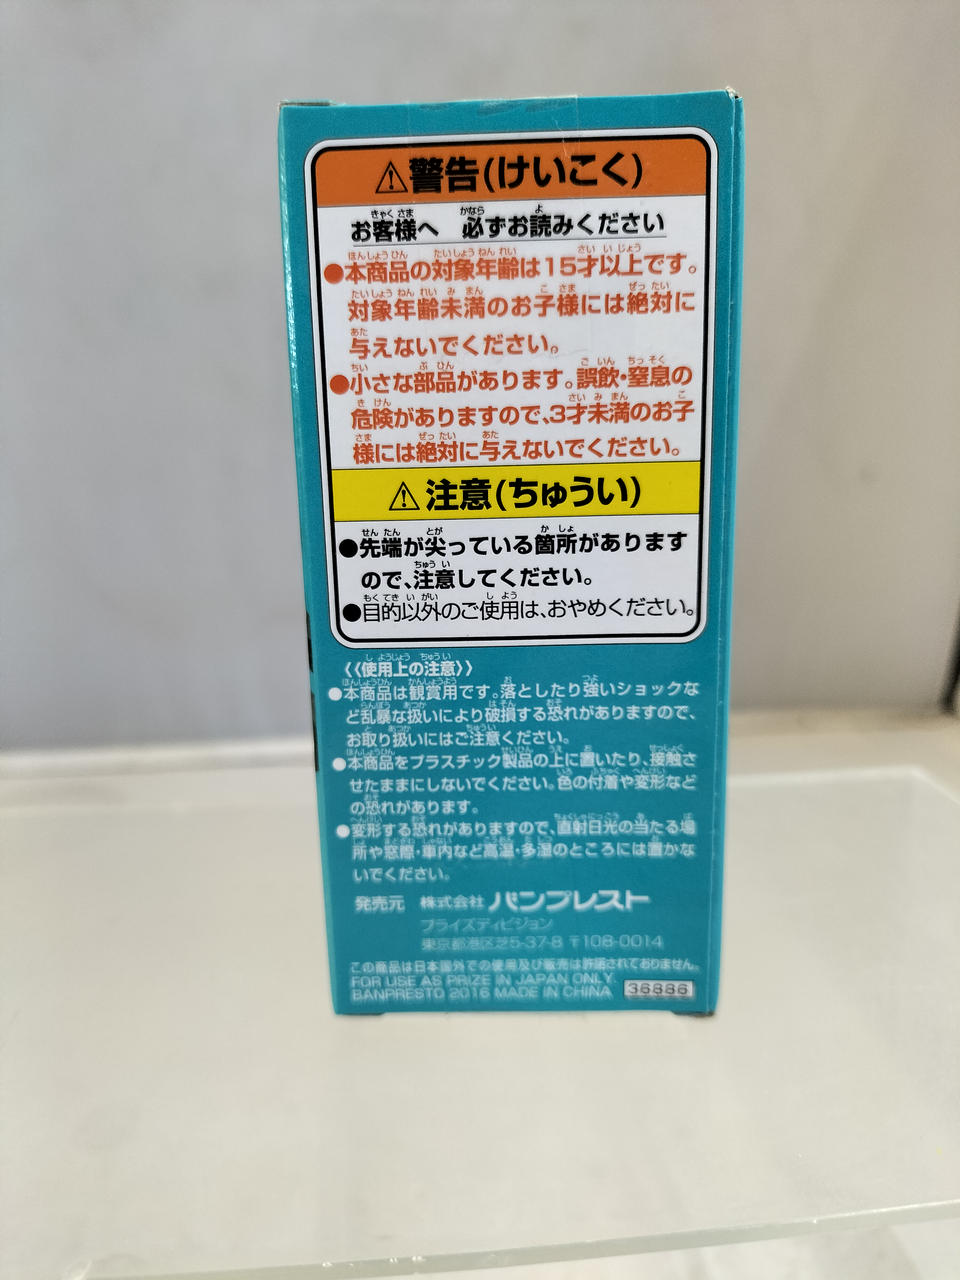 ⚠警告(けいこく)
お客様へ 必ずお読みください
●本商品の対象年齢は15才以上です。
対象年齢未満のお子様には絶対に
与えないでください。
●小さな部品があります。誤飲・窒息の
危険がありますので、3才未満のお子
様には絶対に与えないでください。
⚠注意(ちゅうい)
●先端が尖っている箇所があります
ので、注意してください。
●目的以外のご使用は、おやめください。
《使用上の注意》
●本商品は観賞用です。落としたり強いショックな
ど乱暴な扱いにより破損する恐れがありますので、
お取り扱いにはご注意ください。
●本商品をプラスチック製品の上に置いたり、接触さ
せたままにしないでください。色の付着や変形など
の恐れがあります。
●変形する恐れがありますので、直射日光の当たる場
所や窓際・車内など高温・多湿のところには置かな
いでください。
発売元 株式会社 バンプレスト
プライズディビジョン
東京都港区芝5-37-8 〒108-0014
この商品は日本国外での使用及び販売は許諾されておりません。
FOR USE AS PRIZE IN JAPAN ONLY
BANPRESTO 2016 MADE IN CHINA 36886